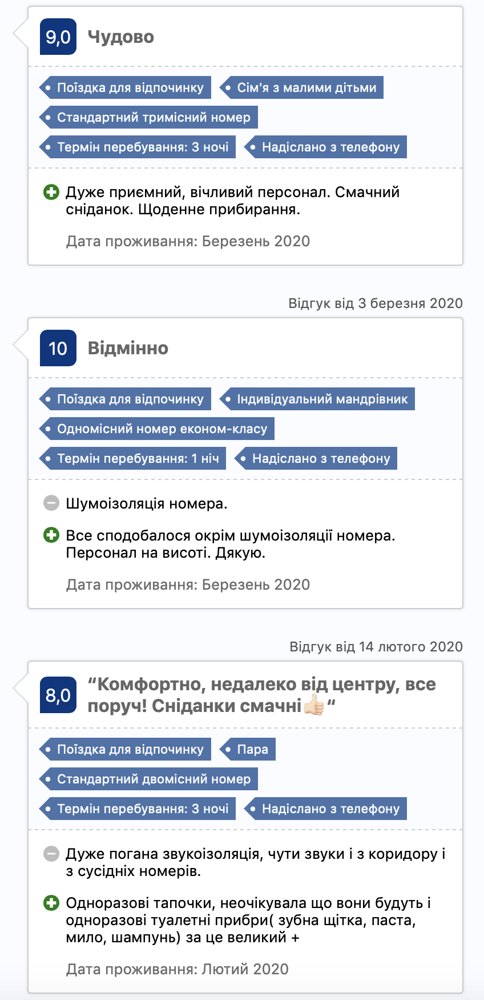 9,0 Чудово
Поїздка для відпочинку Сім'я з малими дітьми
Стандартний тримісний номер
Термін перебування: 3 ночі Надіслано з телефону
Дуже приємний, вічливий персонал. Смачний
сніданок. Щоденне прибирання.
Дата проживання: Березень 2020
Відгук від 3 березня 2020
10 Відмінно
Поїздка для відпочинку Індивідуальний мандрівник
Одномісний номер економ-класу
Термін перебування: 1 ніч Надіслано з телефону
Шумоізоляція номера.
Все сподобалося окрім шумоізоляції номера.
Персонал на висоті. Дякую.
Дата проживання: Березень 2020
Відгук від 14 лютого 2020
8,0 “Комфортно, недалеко від центру, все
поруч! Сніданки смачні👍🏻“
Поїздка для відпочинку Пара
Стандартний двомісний номер
Термін перебування: 3 ночі Надіслано з телефону
Дуже погана звукоізоляція, чути звуки і з коридору і
з сусідніх номерів.
Одноразові тапочки, неочікувала що вони будуть і
одноразові туалетні прибри( зубна щітка, паста,
мило, шампунь) за це великий +
Дата проживання: Лютий 2020